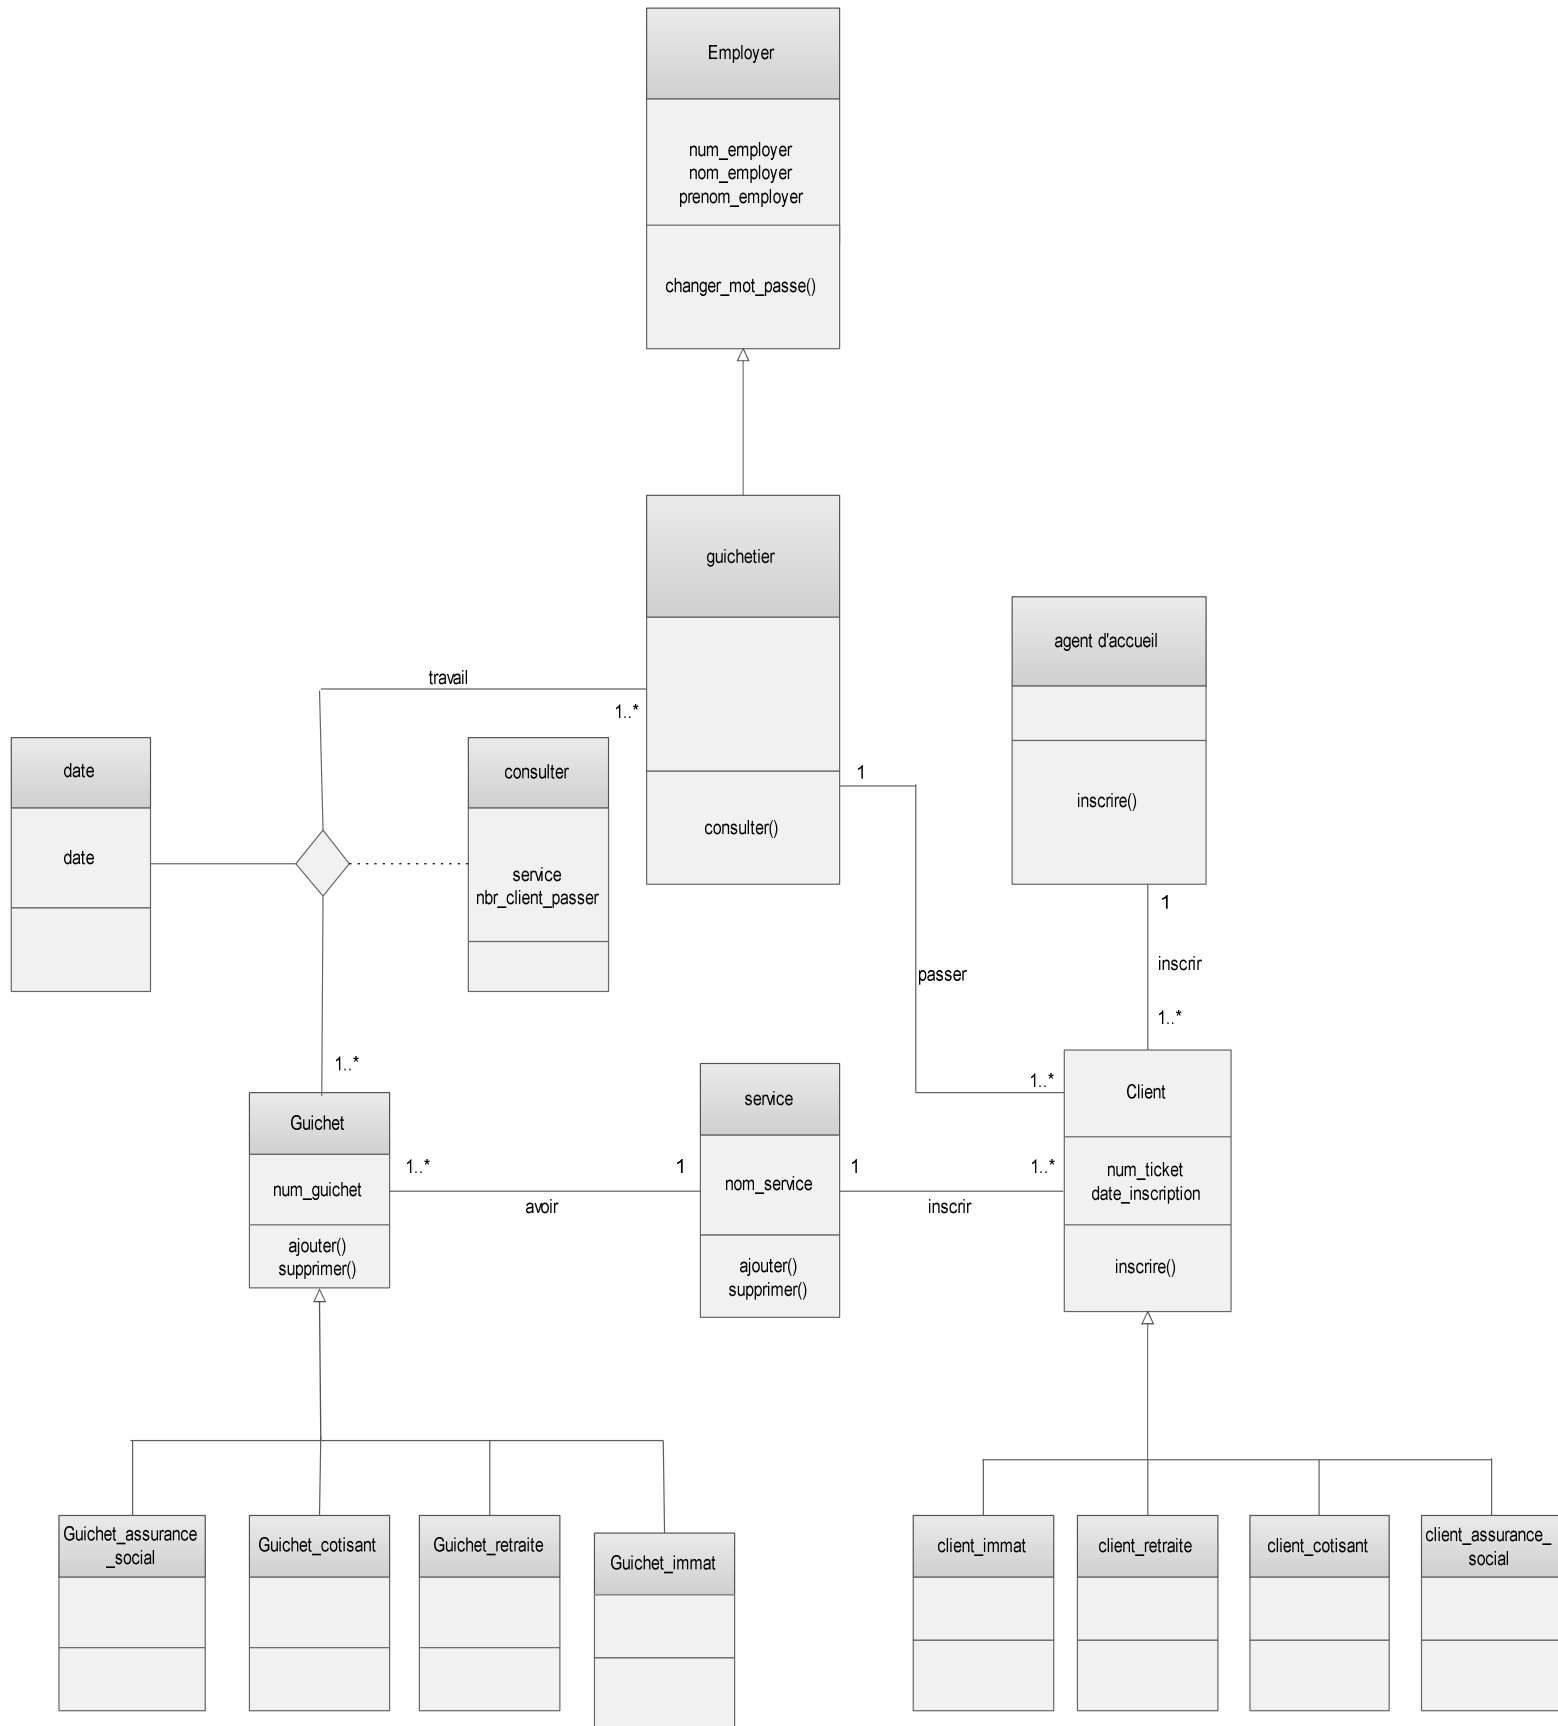 Employer
num_employer
nom_employer
prenom_employer
changer_mot_passe()
guichetier
consulter()
agent d'accueil
inscrire()
travail
1..*
date
date
consulter
service
nbr_client_passer
1
passer
1..*
1
inscrir
1..*
1..*
Guichet
num_guichet
ajouter()
supprimer()
1..*
avoir
1
service
nom_service
ajouter()
supprimer()
1
inscrir
1..*
Client
num_ticket
date_inscription
inscrire()
Guichet_assurance
_social
Guichet_cotisant
Guichet_retraite
Guichet_immat
client_immat
client_retraite
client_cotisant
client_assurance_
social